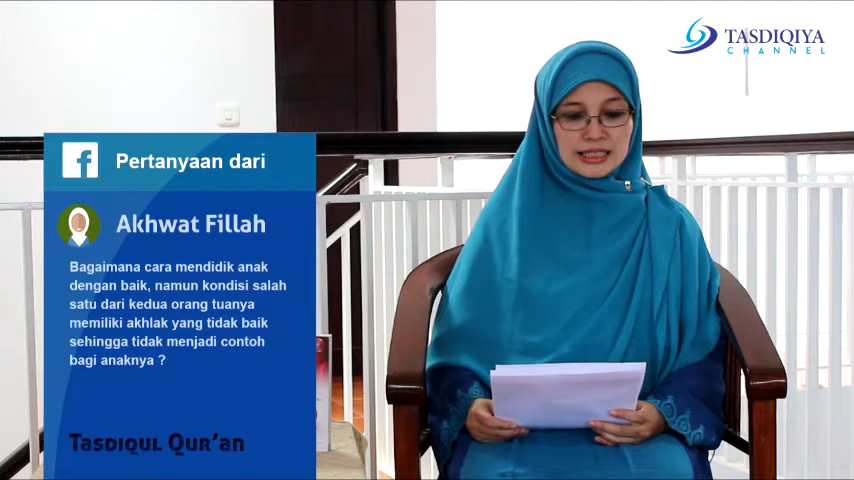 TASDIQIYA
CHANNEL
Pertanyaan dari
Akhwat Fillah
Bagaimana cara mendidik anak
dengan baik, namun kondisi salah
satu dari kedua orang tuanya
memiliki akhlak yang tidak baik
sehingga tidak menjadi contoh
bagi anaknya ?
Tasdiqul Qur'an